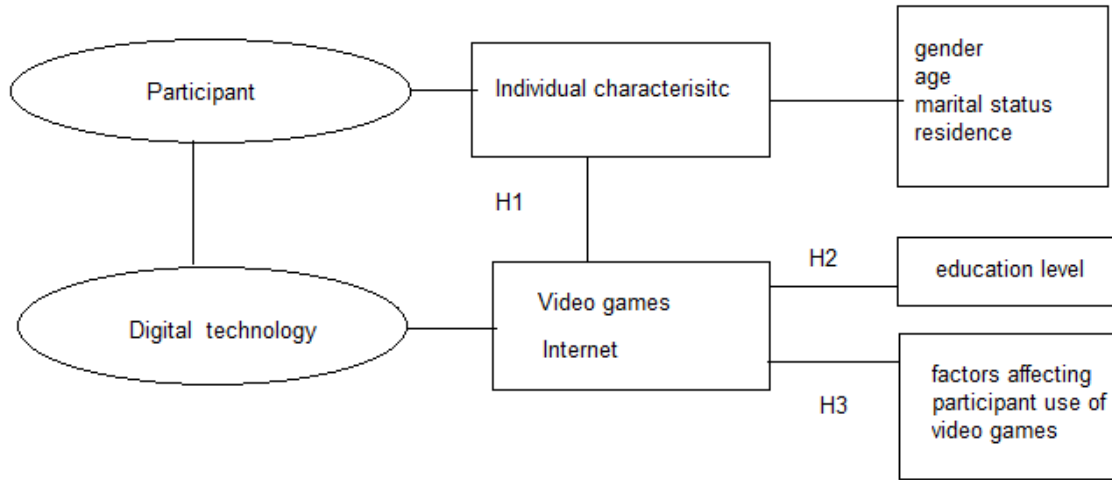 Participant
Individual characterisitc
gender
age
marital status
residence
H1
H2
education level
Digital technology
Video games
Internet
H3
factors affecting
participant use of
video games